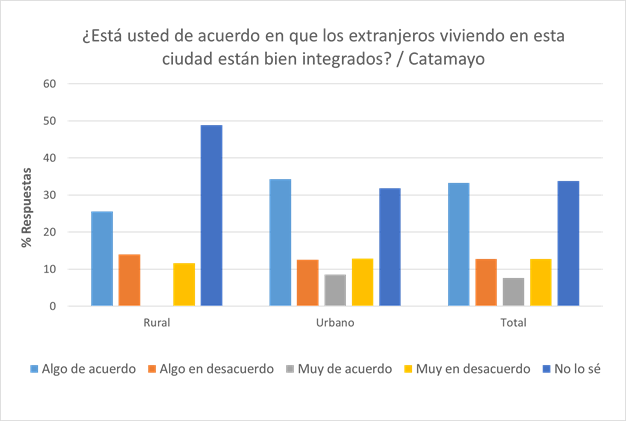 ¿Está usted de acuerdo en que los extranjeros viviendo en esta
ciudad están bien integrados? / Catamayo
60
50
40
30
20
10
0
% Respuestas
Rural Urbano Total
Algo de acuerdo Algo en desacuerdo Muy de acuerdo Muy en desacuerdo No lo sé